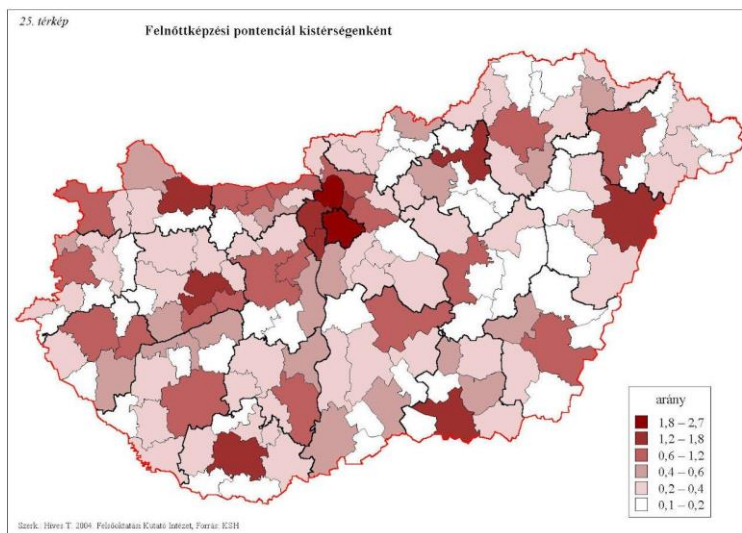 25. térkép
Felnőttképzési pontenciál kistérségenként
arány
1,8 – 2,7
1,2 – 1,8
0,6 – 1,2
0,4 – 0,6
0,2 – 0,4
0,1 – 0,2
Szerk.: Híves T. 2004. Felsőoktatási Kutató Intézet, Forrás: KSH